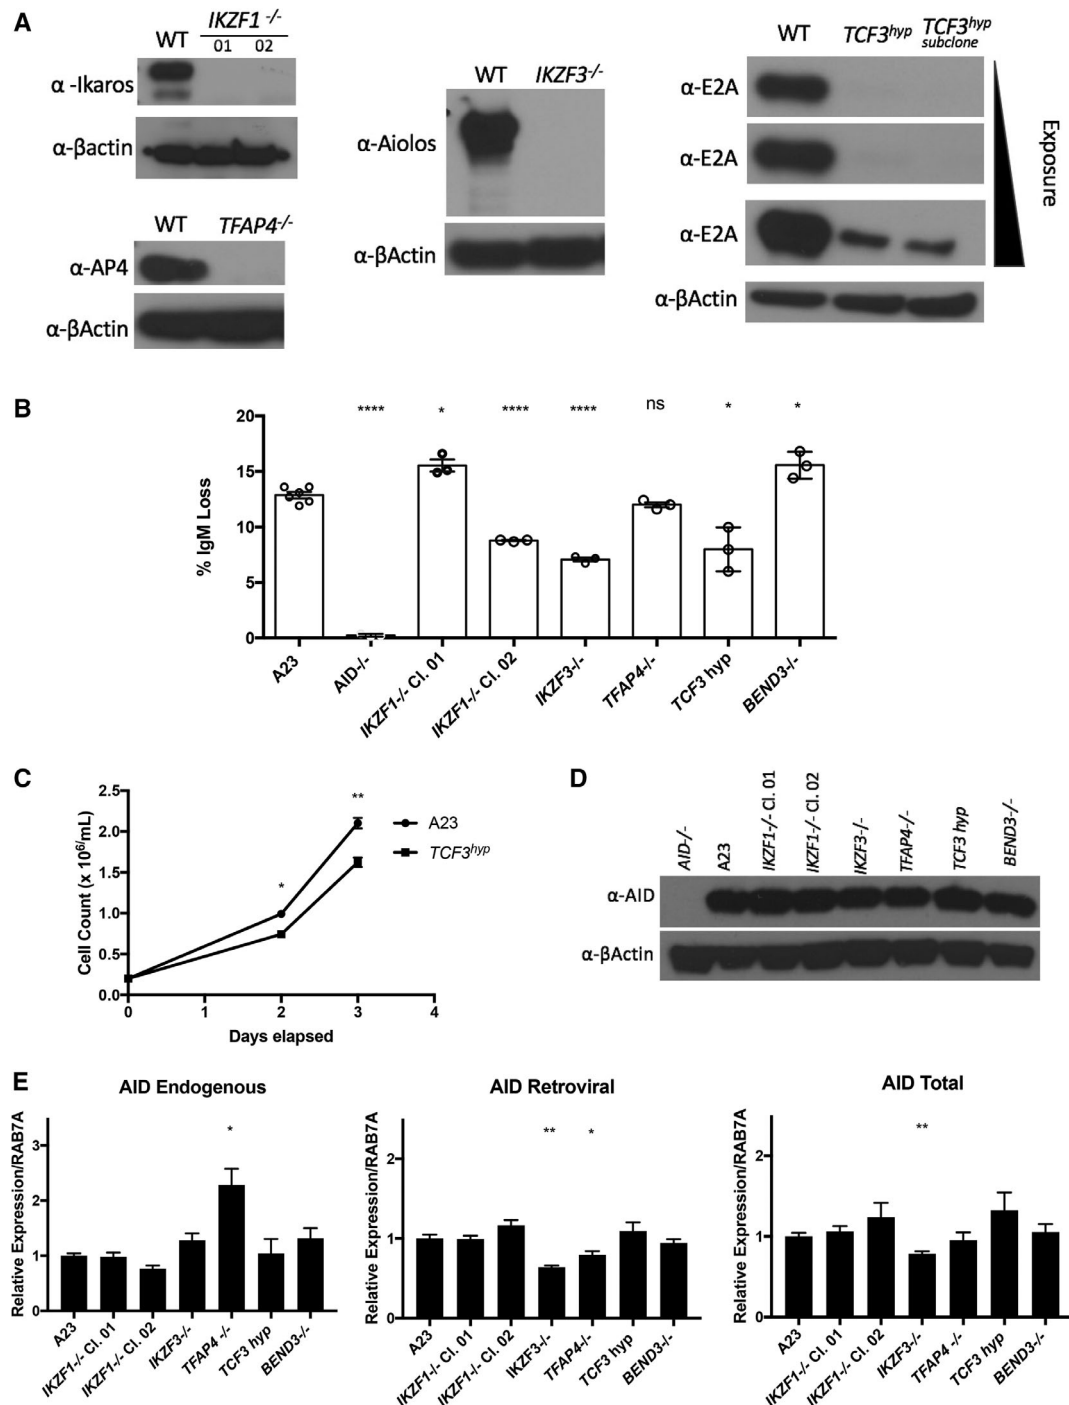 A
WT
IKZF1 -/-
01 02
α -Ikaros
α-βactin
WT TFAP4-/-
α-AP4
α-βActin
WT IKZF3-/-
α-Aiolos
α-βActin
WT TCF3hyp TCF3hyp
subclone
α-E2A
α-E2A
α-E2A
α-βActin
Exposure
B
% IgM Loss
20
15
10
5
0
**** * **** **** ns * *
A23
AID-/-
IKZF1-/- Cl. 01
IKZF1-/- Cl. 02
IKZF3-/-
TFAP4-/-
TCF3 hyp
BEND3-/-
C
Cell Count (x 10⁶/mL)
2.5
2.0
1.5
1.0
0.5
0.0
* **
0 1 2 3 4
Days elapsed
A23
TCF3hyp
D
AID-/-
A23
IKZF1-/- Cl. 01
IKZF1-/- Cl. 02
IKZF3-/-
TFAP4-/-
TCF3 hyp
BEND3-/-
α-AID
α-βActin
E
AID Endogenous
Relative Expression/RAB7A
3
2
1
0
*
A23
IKZF1-/- Cl. 01
IKZF1-/- Cl. 02
IKZF3-/-
TFAP4 -/-
TCF3 hyp
BEND3-/-
AID Retroviral
Relative Expression/RAB7A
2
1
0
** *
A23
IKZF1-/- Cl. 01
IKZF1-/- Cl. 02
IKZF3-/-
TFAP4-/-
TCF3 hyp
BEND3-/-
AID Total
Relative Expression/RAB7A
2
1
0
**
A23
IKZF1-/- Cl. 01
IKZF1-/- Cl. 02
IKZF3-/-
TFAP4 -/-
TCF3 hyp
BEND3-/-